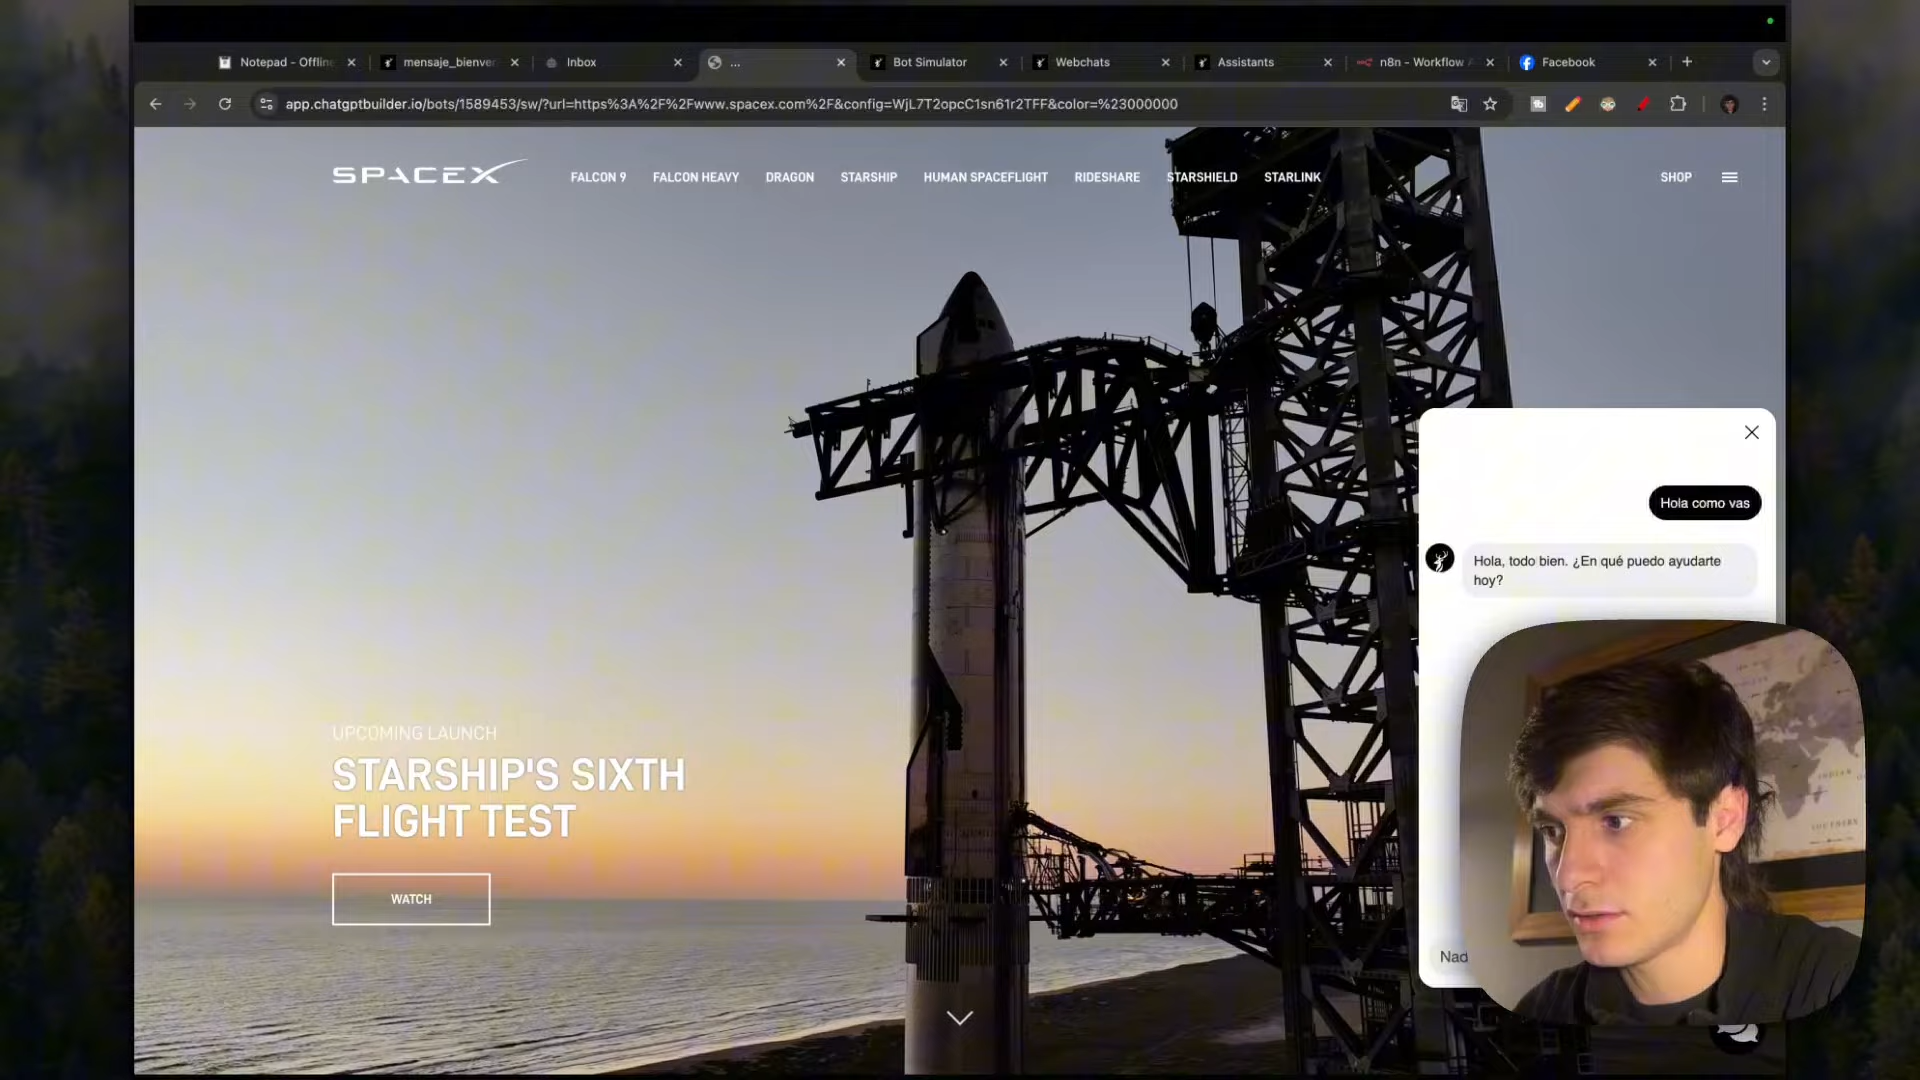 Notepad - Offline
mensaje_bienver
Inbox
...
Bot Simulator
Webchats
Assistants
n8n - Workflow A
Facebook
app.chatgptbuilder.io/bots/1589453/sw/?url=https%3A%2F%2Fwww.spacex.com%2F&config=WjL7T2opcC1sn61r2TFF&color=%23000000
SPACEX
FALCON 9
FALCON HEAVY
DRAGON
STARSHIP
HUMAN SPACEFLIGHT
RIDESHARE
STARSHIELD
STARLINK
SHOP
Hola como vas
Hola, todo bien. ¿En qué puedo ayudarte
hoy?
UPCOMING LAUNCH
STARSHIP'S SIXTH
FLIGHT TEST
WATCH
Nad